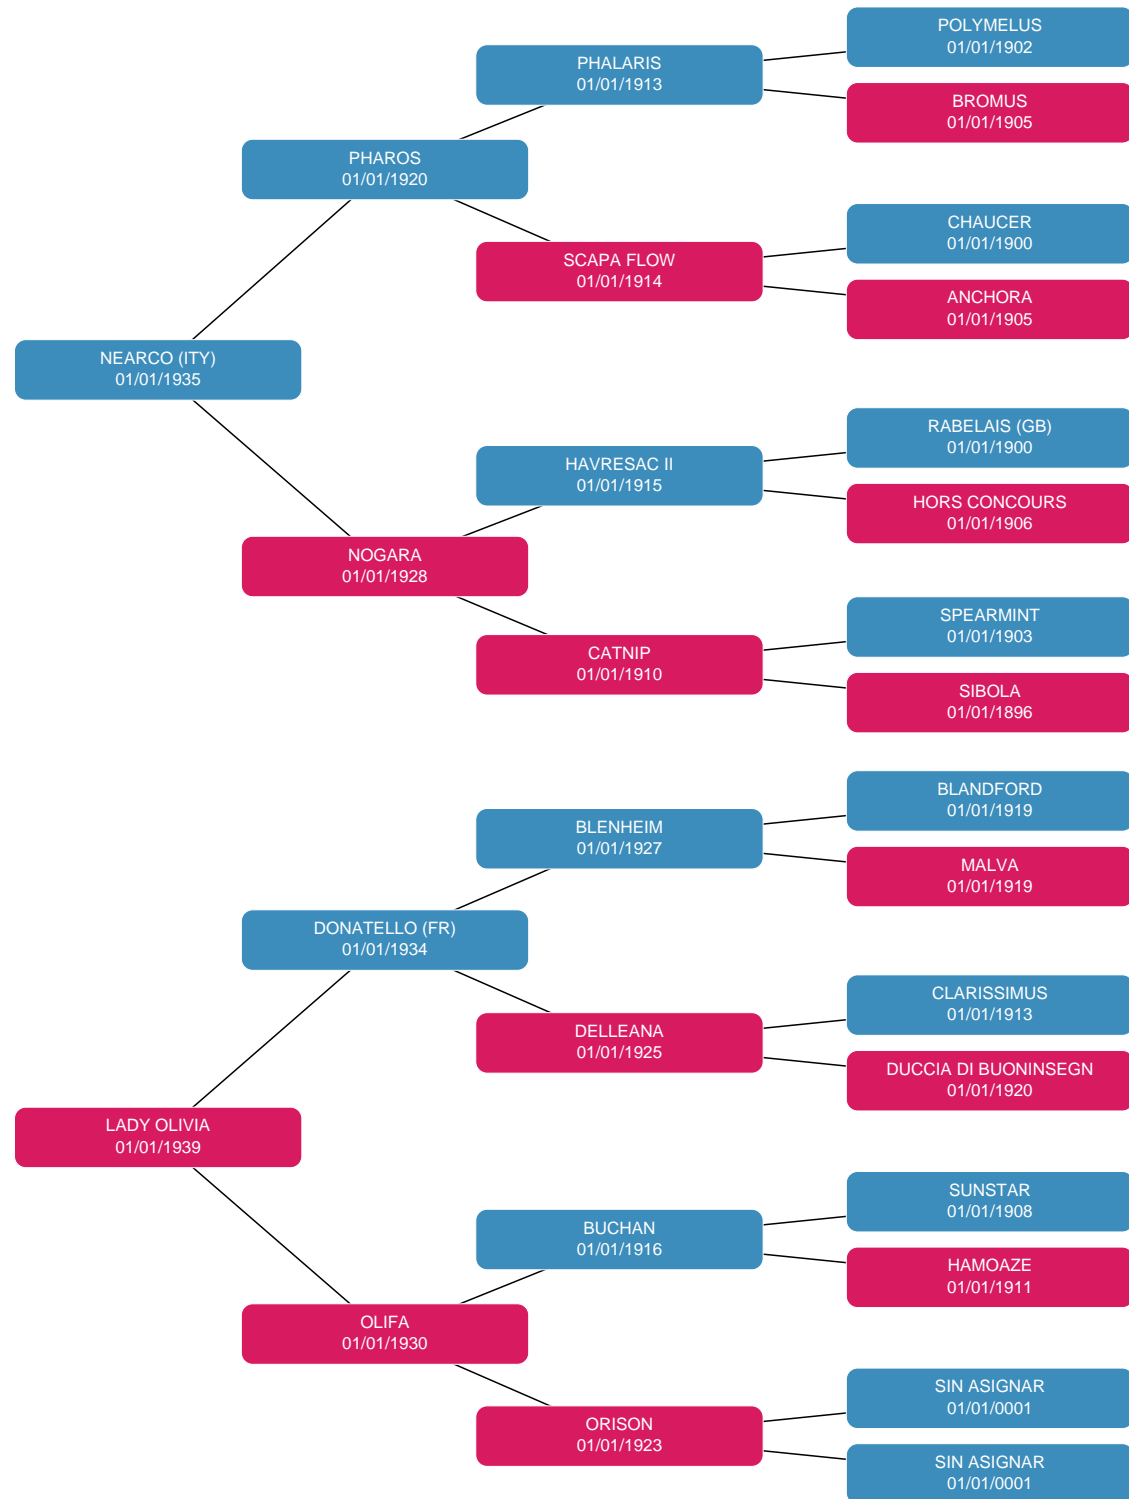 POLYMELUS
01/01/1902
PHALARIS
01/01/1913
BROMUS
01/01/1905
PHAROS
01/01/1920
CHAUCER
01/01/1900
SCAPA FLOW
01/01/1914
ANCHORA
01/01/1905
NEARCO (ITY)
01/01/1935
RABELAIS (GB)
01/01/1900
HAVRESAC II
01/01/1915
HORS CONCOURS
01/01/1906
NOGARA
01/01/1928
SPEARMINT
01/01/1903
CATNIP
01/01/1910
SIBOLA
01/01/1896
BLANDFORD
01/01/1919
BLENHEIM
01/01/1927
MALVA
01/01/1919
DONATELLO (FR)
01/01/1934
CLARISSIMUS
01/01/1913
DELLEANA
01/01/1925
DUCCIA DI BUONINSEGN
01/01/1920
LADY OLIVIA
01/01/1939
SUNSTAR
01/01/1908
BUCHAN
01/01/1916
HAMOAZE
01/01/1911
OLIFA
01/01/1930
SIN ASIGNAR
01/01/0001
ORISON
01/01/1923
SIN ASIGNAR
01/01/0001